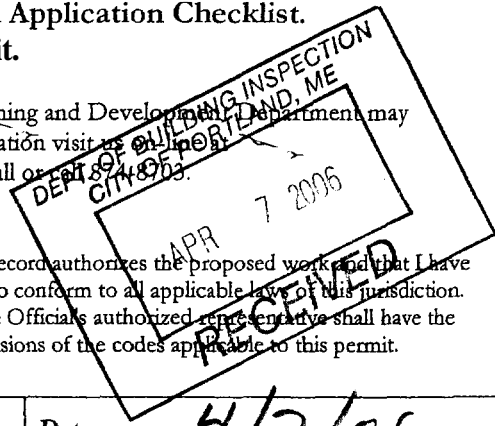 Application Checklist.
it.
ning and Development Department may
ation visit us on-line at
all or call 874-8703.
DEPT. OF BUILDING INSPECTION
CITY OF PORTLAND, ME
APR 7 2006
RECEIVED
ecord authorizes the proposed work and that I have
o conform to all applicable laws of this jurisdiction.
e Official's authorized representative shall have the
sions of the codes applicable to this permit.
4/7/06